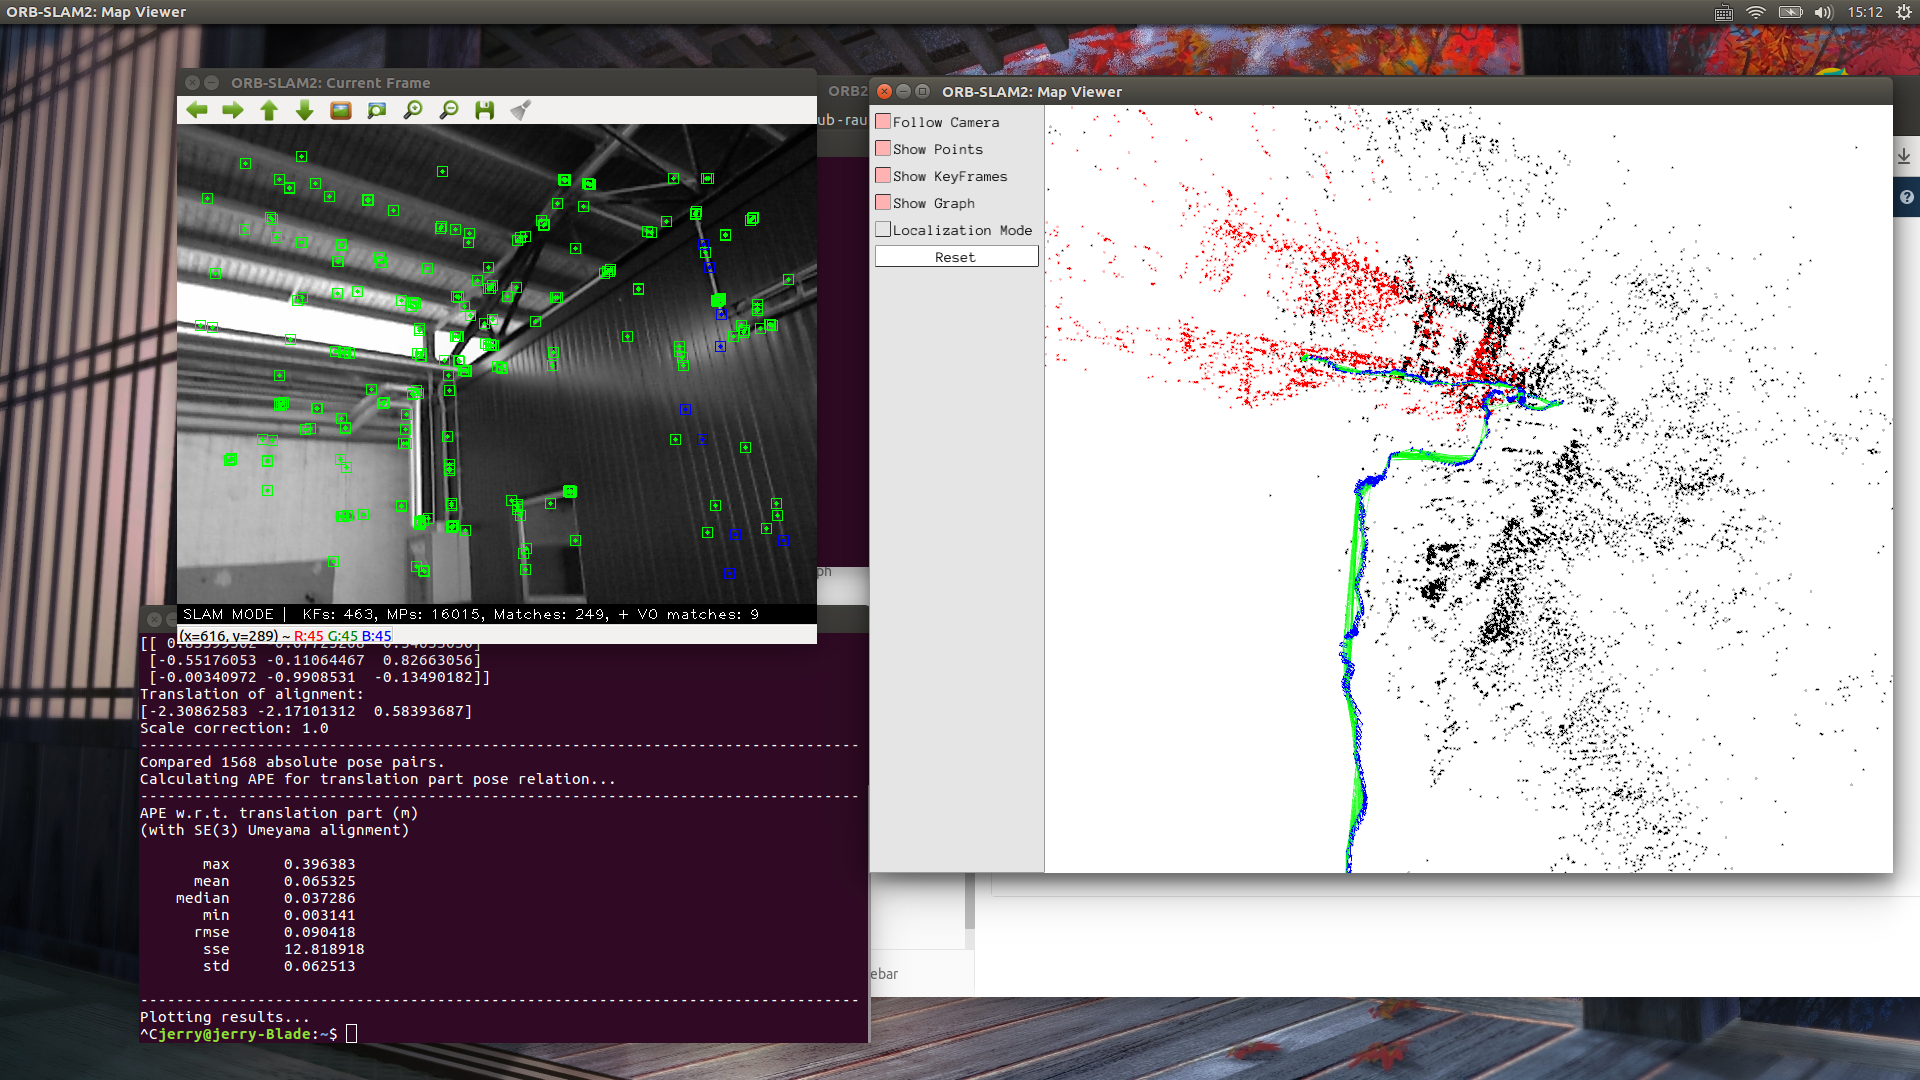 ORB-SLAM2: Map Viewer
15:12
ORB-SLAM2: Current Frame
SLAM MODE | KFs: 463, MPs: 16015, Matches: 249, + VO matches: 9
(x=616, y=289) ~ R:45 G:45 B:45
ORB2
ub - rau
ph
[-0.55176053 -0.11064467 0.82663056]
[-0.00340972 -0.9908531 -0.13490182]]
Translation of alignment:
[-2.30862583 -2.17101312 0.58393687]
Scale correction: 1.0
--------------------------------------------------------------------------------
Compared 1568 absolute pose pairs.
Calculating APE for translation part pose relation...
--------------------------------------------------------------------------------
APE w.r.t. translation part (m)
(with SE(3) Umeyama alignment)
max 0.396383
mean 0.065325
median 0.037286
min 0.003141
rmse 0.090418
sse 12.818918
std 0.062513
--------------------------------------------------------------------------------
Plotting results...
^Cjerry@jerry-Blade:~$
ORB-SLAM2: Map Viewer
Follow Camera
Show Points
Show KeyFrames
Show Graph
Localization Mode
Reset
ebar